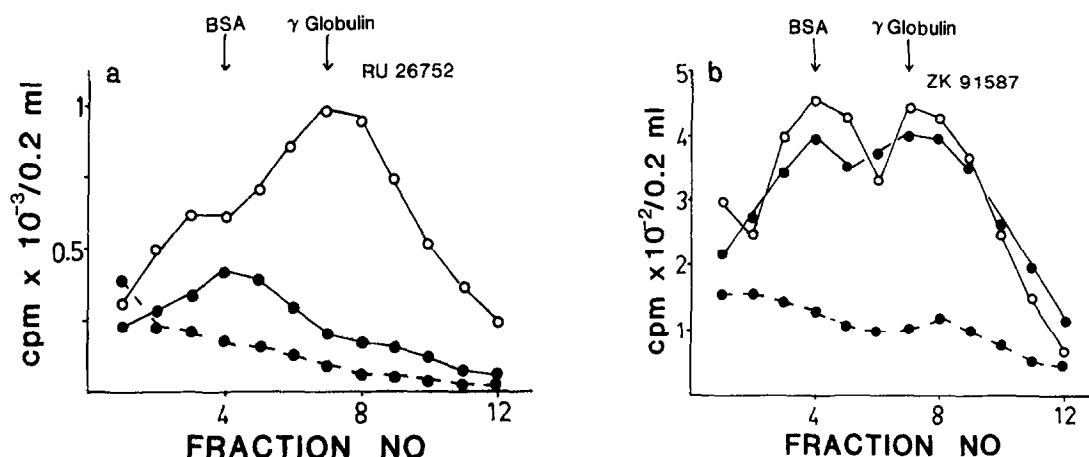 BSA γ Globulin
a RU 26752
1
0.5
cpm x 10⁻³/0.2 ml
4 8 12
FRACTION NO
BSA γ Globulin
b ZK 91587
5
4
3
2
1
cpm x10⁻²/0.2 ml
4 8 12
FRACTION NO